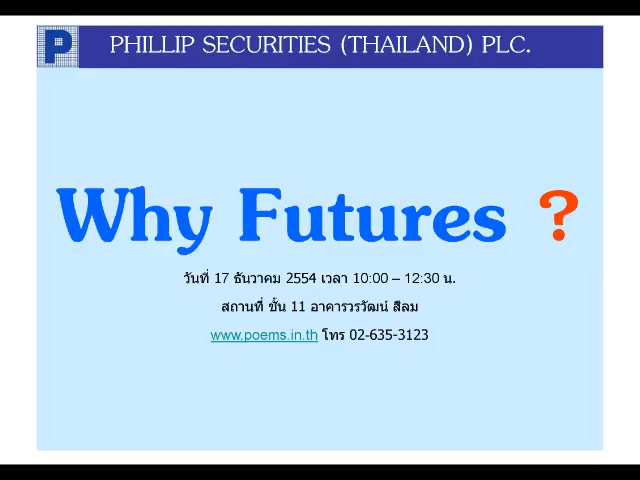 P
PHILLIP SECURITIES (THAILAND) PLC.
Why Futures ?
วันที่ 17 ธันวาคม 2554 เวลา 10:00 – 12:30 น.
สถานที่ ชั้น 11 อาคารวรวัฒน์ สีลม
www.poems.in.th โทร 02-635-3123